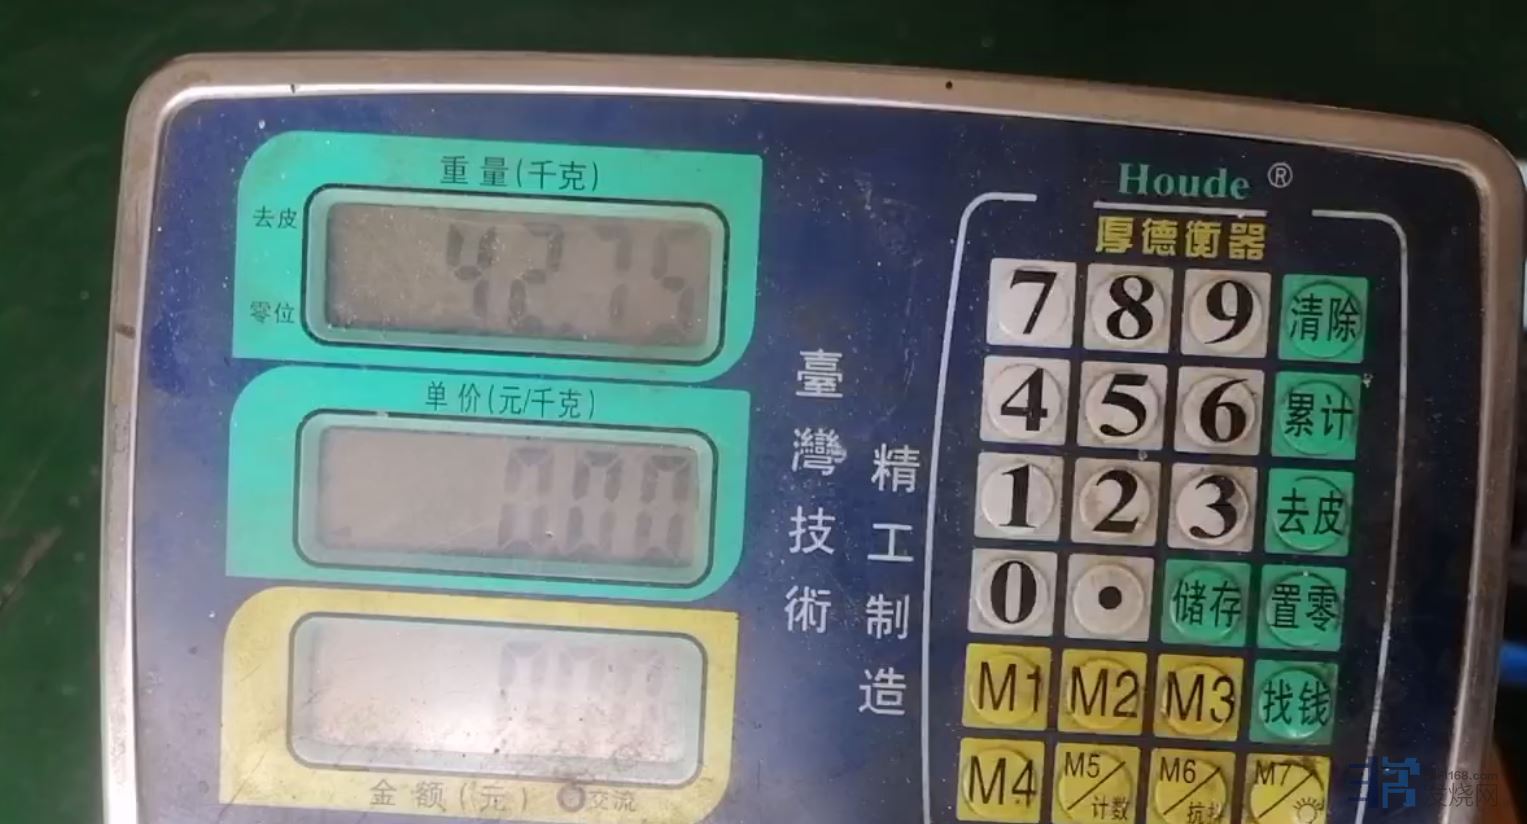 重量(千克)
去皮
42.75
零位
单价(元/千克)
0.00
0.00
金额(元)
交流
臺灣技術
精工制造
Houde®
厚德衡器
7 8 9 清除
4 5 6 累计
1 2 3 去皮
0 • 储存 置零
M1 M2 M3 找钱
M4 M5/计数 M6/ M7/
发烧网